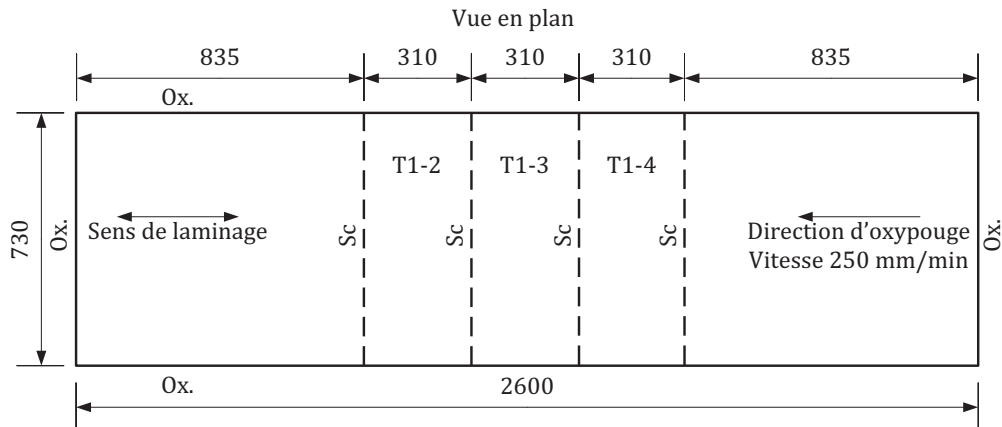 Vue en plan
835 310 310 310 835
Ox.
T1-2 T1-3 T1-4
730
Ox.
Sens de laminage
Sc
Sc
Sc
Sc
Direction d'oxypouge
Vitesse 250 mm/min
Ox.
Ox.
2600